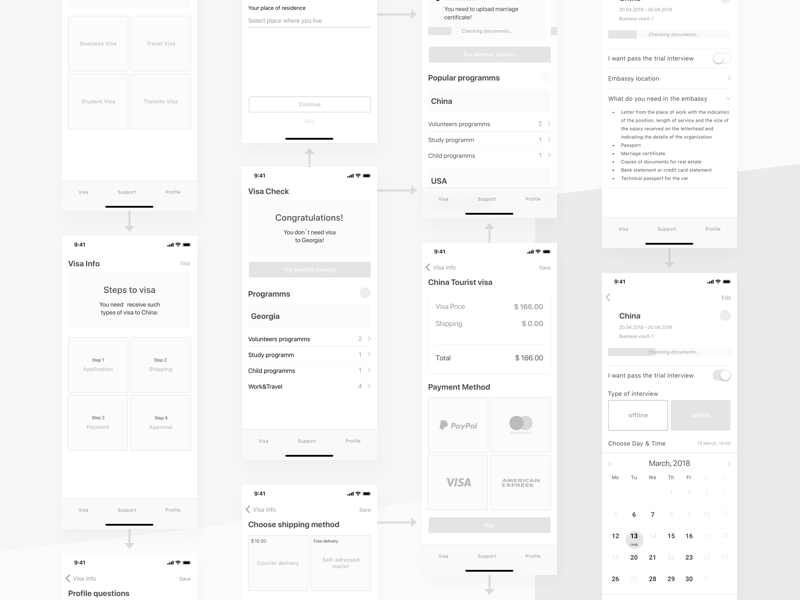 Business Visa
Travel Visa
Student Visa
Transite Visa
Visa
Support
Profile
9:41
Visa Info
Skip
Steps to visa
You need receive such
types of visa to China:
Step 1
Application
Step 2
Shipping
Step 3
Payment
Step 4
Approval
Visa
Support
Profile
9:41
Visa info
Save
Profile questions
Your place of residence
Select place where you live
Continue
Skip
9:41
Visa Check
Congratulations!
You don`t need visa
to Georgia!
Try another country
Programms
Georgia
Volunteers programms 2
Study programm 1
Child programms 1
Work&Travel 4
Visa
Support
Profile
9:41
Visa info
Save
Choose shipping method
$ 15.00
Courier delivery
Free delivery
Self-adressed
mailer
You need to upload marriage
certificate!
Checking documents...
Try another country
Popular programms
China
Volunteers programms 2
Study programm 1
Child programms 1
USA
Visa
Support
Profile
9:41
Visa info
Save
China Tourist visa
Visa Price $ 166.00
Shipping $ 0.00
Total $ 166.00
Payment Method
PayPal
VISA
AMERICAN
EXPRESS
Pay
Visa
Support
Profile
China
20.04.2018 – 30.04.2018
Business visa E-1
Checking documents...
I want pass the trial interview
Embassy location
What do you need in the embassy
• Letter from the place of work with the indication
of the position, length of service and the size of
the salary received on the letterhead and
indicating the details of the organization
• Passport
• Marriage certificate
• Copies of documents for real estate
• Bank statement or credit card statement
• Technical passport for the car
Visa
Support
Profile
9:41
Edit
China
20.04.2018 – 30.04.2018
Business visa E-1
Checking documents...
I want pass the trial interview
Type of interview
offline
online
Choose Day & Time
13 March, 14:00
March, 2018
Mo Tu We Th Fr Sa Su
1 2 3 4
5 6 7 8 9 10 11
12 13 14 15 16 17 18
19 20 21 22 23 24 25
26 27 28 29 30 31